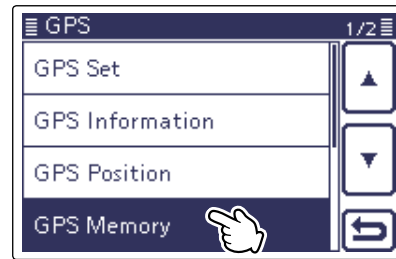 GPS 1/2
GPS Set
GPS Information
GPS Position
GPS Memory